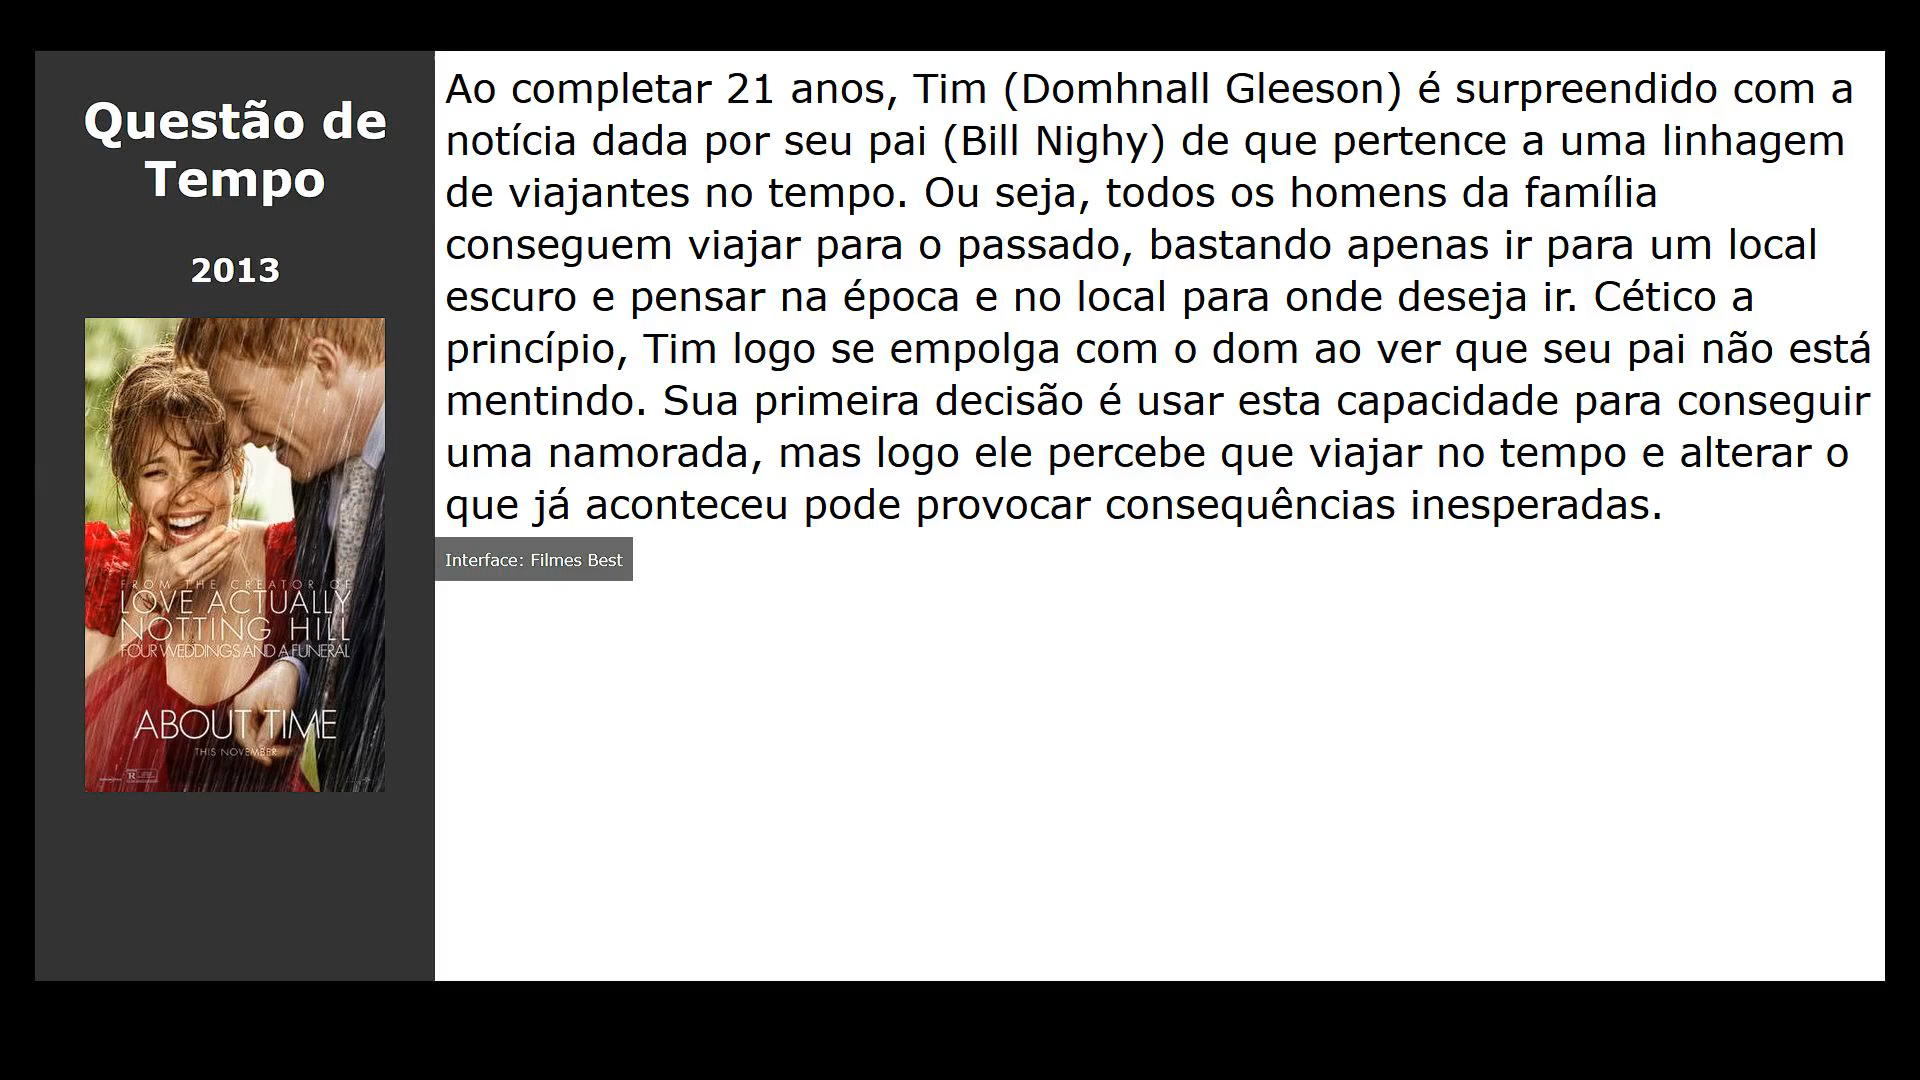 Questão de
Tempo
2013
FROM THE CREATOR OF
LOVE ACTUALLY
NOTTING HILL
FOUR WEDDINGS AND A FUNERAL
ABOUT TIME
THIS NOVEMBER
R
Ao completar 21 anos, Tim (Domhnall Gleeson) é surpreendido com a
notícia dada por seu pai (Bill Nighy) de que pertence a uma linhagem
de viajantes no tempo. Ou seja, todos os homens da família
conseguem viajar para o passado, bastando apenas ir para um local
escuro e pensar na época e no local para onde deseja ir. Cético a
princípio, Tim logo se empolga com o dom ao ver que seu pai não está
mentindo. Sua primeira decisão é usar esta capacidade para conseguir
uma namorada, mas logo ele percebe que viajar no tempo e alterar o
que já aconteceu pode provocar consequências inesperadas.
Interface: Filmes Best